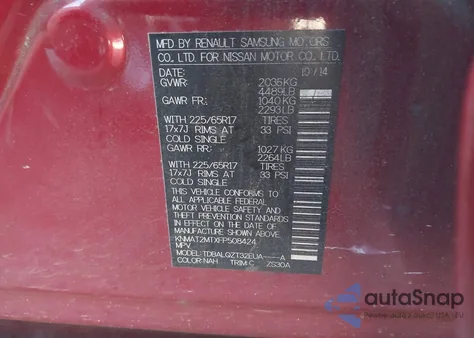 MFD BY RENAULT SAMSUNG MOTORS
CO., LTD. FOR NISSAN MOTOR CO., LTD.
DATE: 10/14
GVWR: 2036KG
4489LB
GAWR FR: 1040KG
2293LB
WITH 225/65R17 TIRES
17x7J RIMS AT 33 PSI
COLD SINGLE
GAWR RR: 1027KG
2264LB
WITH 225/65R17 TIRES
17x7J RIMS AT 33 PSI
COLD SINGLE
THIS VEHICLE CONFORMS TO
ALL APPLICABLE FEDERAL
MOTOR VEHICLE SAFETY AND
THEFT PREVENTION STANDARDS
IN EFFECT ON THE DATE OF
MANUFACTURE SHOWN ABOVE.
KNMAT2MTXFP508424
MPV
MODEL: TDBALQZT32EUA-----A
COLOR: NAH TRIM: C ZS30A
autoSnap